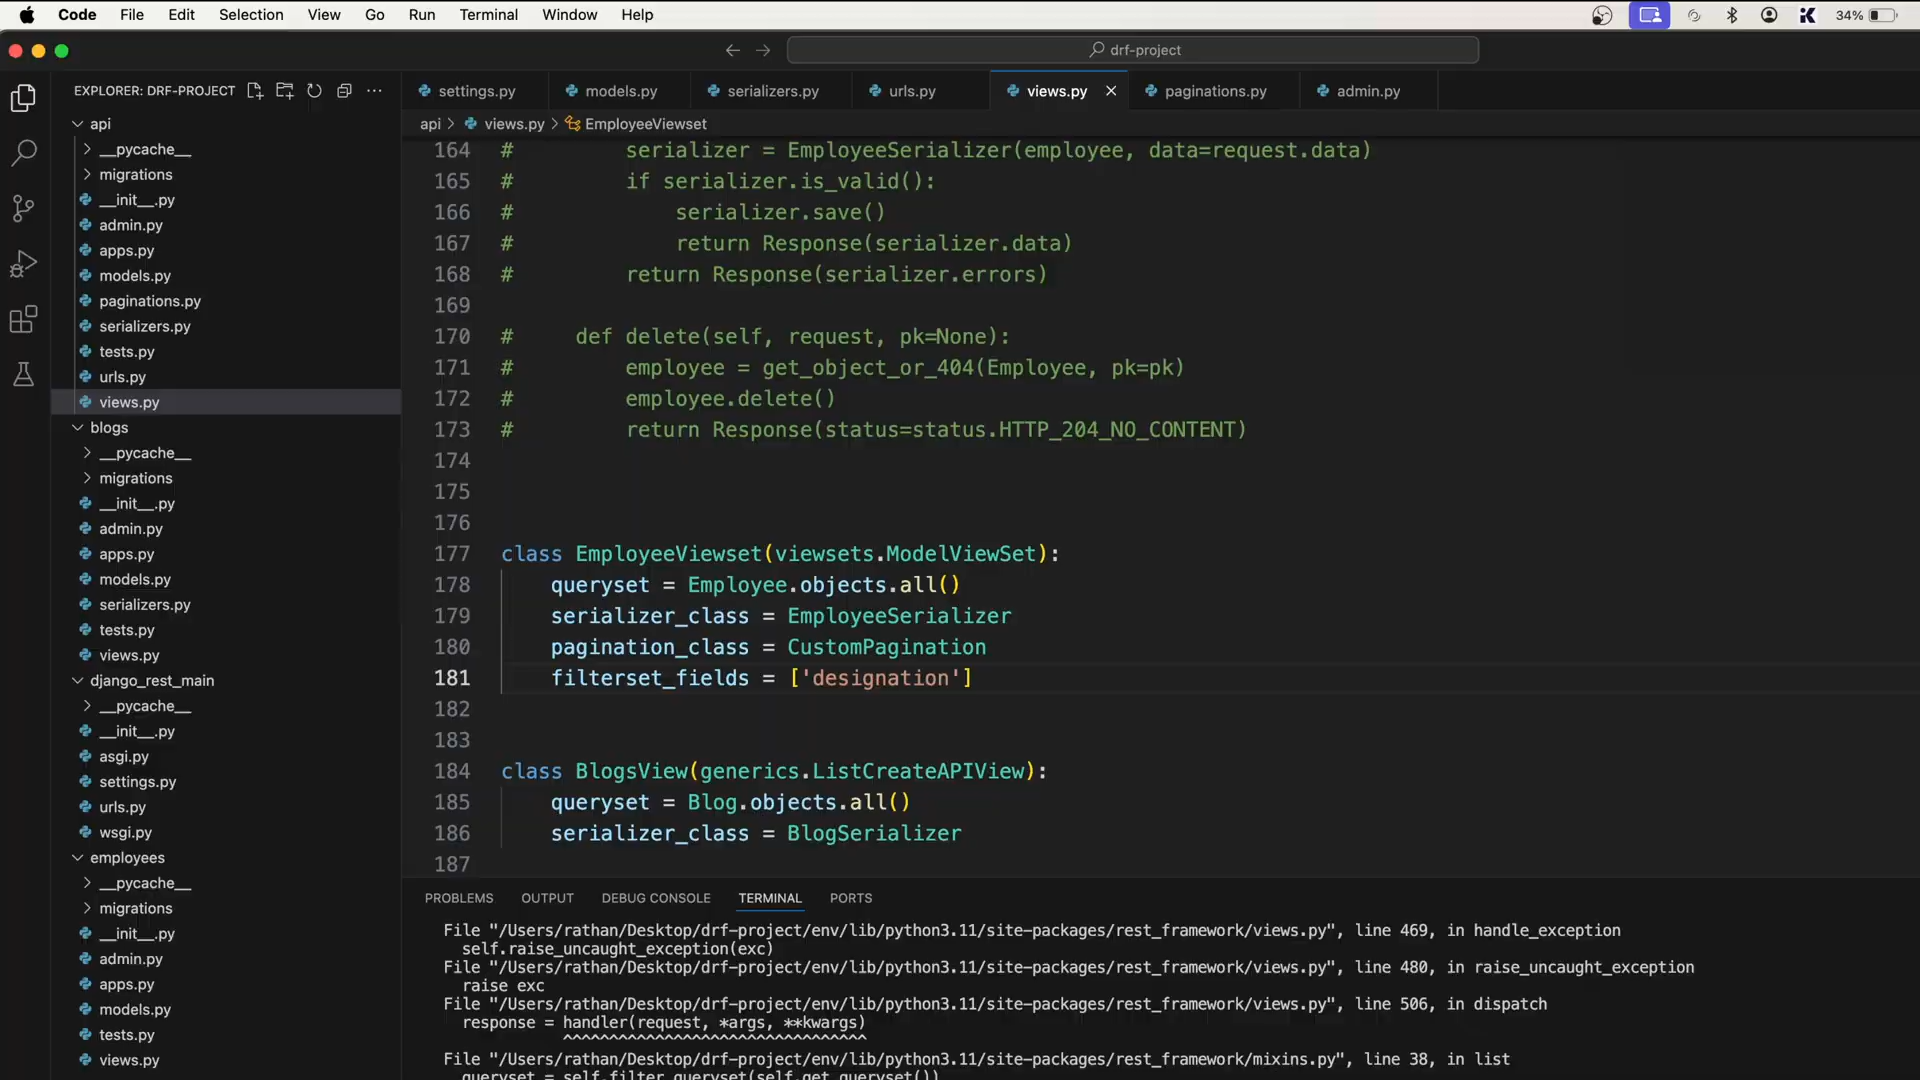 Code File Edit Selection View Go Run Terminal Window Help 34%
drf-project
EXPLORER: DRF-PROJECT
settings.py models.py serializers.py urls.py views.py paginations.py admin.py
api > views.py > EmployeeViewset
api
__pycache__
migrations
__init__.py
admin.py
apps.py
models.py
paginations.py
serializers.py
tests.py
urls.py
views.py
blogs
__pycache__
migrations
__init__.py
admin.py
apps.py
models.py
serializers.py
tests.py
views.py
django_rest_main
__pycache__
__init__.py
asgi.py
settings.py
urls.py
wsgi.py
employees
__pycache__
migrations
__init__.py
admin.py
apps.py
models.py
tests.py
views.py
164 #         serializer = EmployeeSerializer(employee, data=request.data)
165 #         if serializer.is_valid():
166 #             serializer.save()
167 #             return Response(serializer.data)
168 #         return Response(serializer.errors)
169
170 #     def delete(self, request, pk=None):
171 #         employee = get_object_or_404(Employee, pk=pk)
172 #         employee.delete()
173 #         return Response(status=status.HTTP_204_NO_CONTENT)
174
175
176
177 class EmployeeViewset(viewsets.ModelViewSet):
178     queryset = Employee.objects.all()
179     serializer_class = EmployeeSerializer
180     pagination_class = CustomPagination
181     filterset_fields = ['designation']
182
183
184 class BlogsView(generics.ListCreateAPIView):
185     queryset = Blog.objects.all()
186     serializer_class = BlogSerializer
187
PROBLEMS OUTPUT DEBUG CONSOLE TERMINAL PORTS
File "/Users/rathan/Desktop/drf-project/env/lib/python3.11/site-packages/rest_framework/views.py", line 469, in handle_exception
self.raise_uncaught_exception(exc)
File "/Users/rathan/Desktop/drf-project/env/lib/python3.11/site-packages/rest_framework/views.py", line 480, in raise_uncaught_exception
raise exc
File "/Users/rathan/Desktop/drf-project/env/lib/python3.11/site-packages/rest_framework/views.py", line 506, in dispatch
response = handler(request, *args, **kwargs)
^^^^^^^^^^^^^^^^^^^^^^^^^^^^^^^^^
File "/Users/rathan/Desktop/drf-project/env/lib/python3.11/site-packages/rest_framework/mixins.py", line 38, in list
queryset = self.filter_queryset(self.get_queryset())